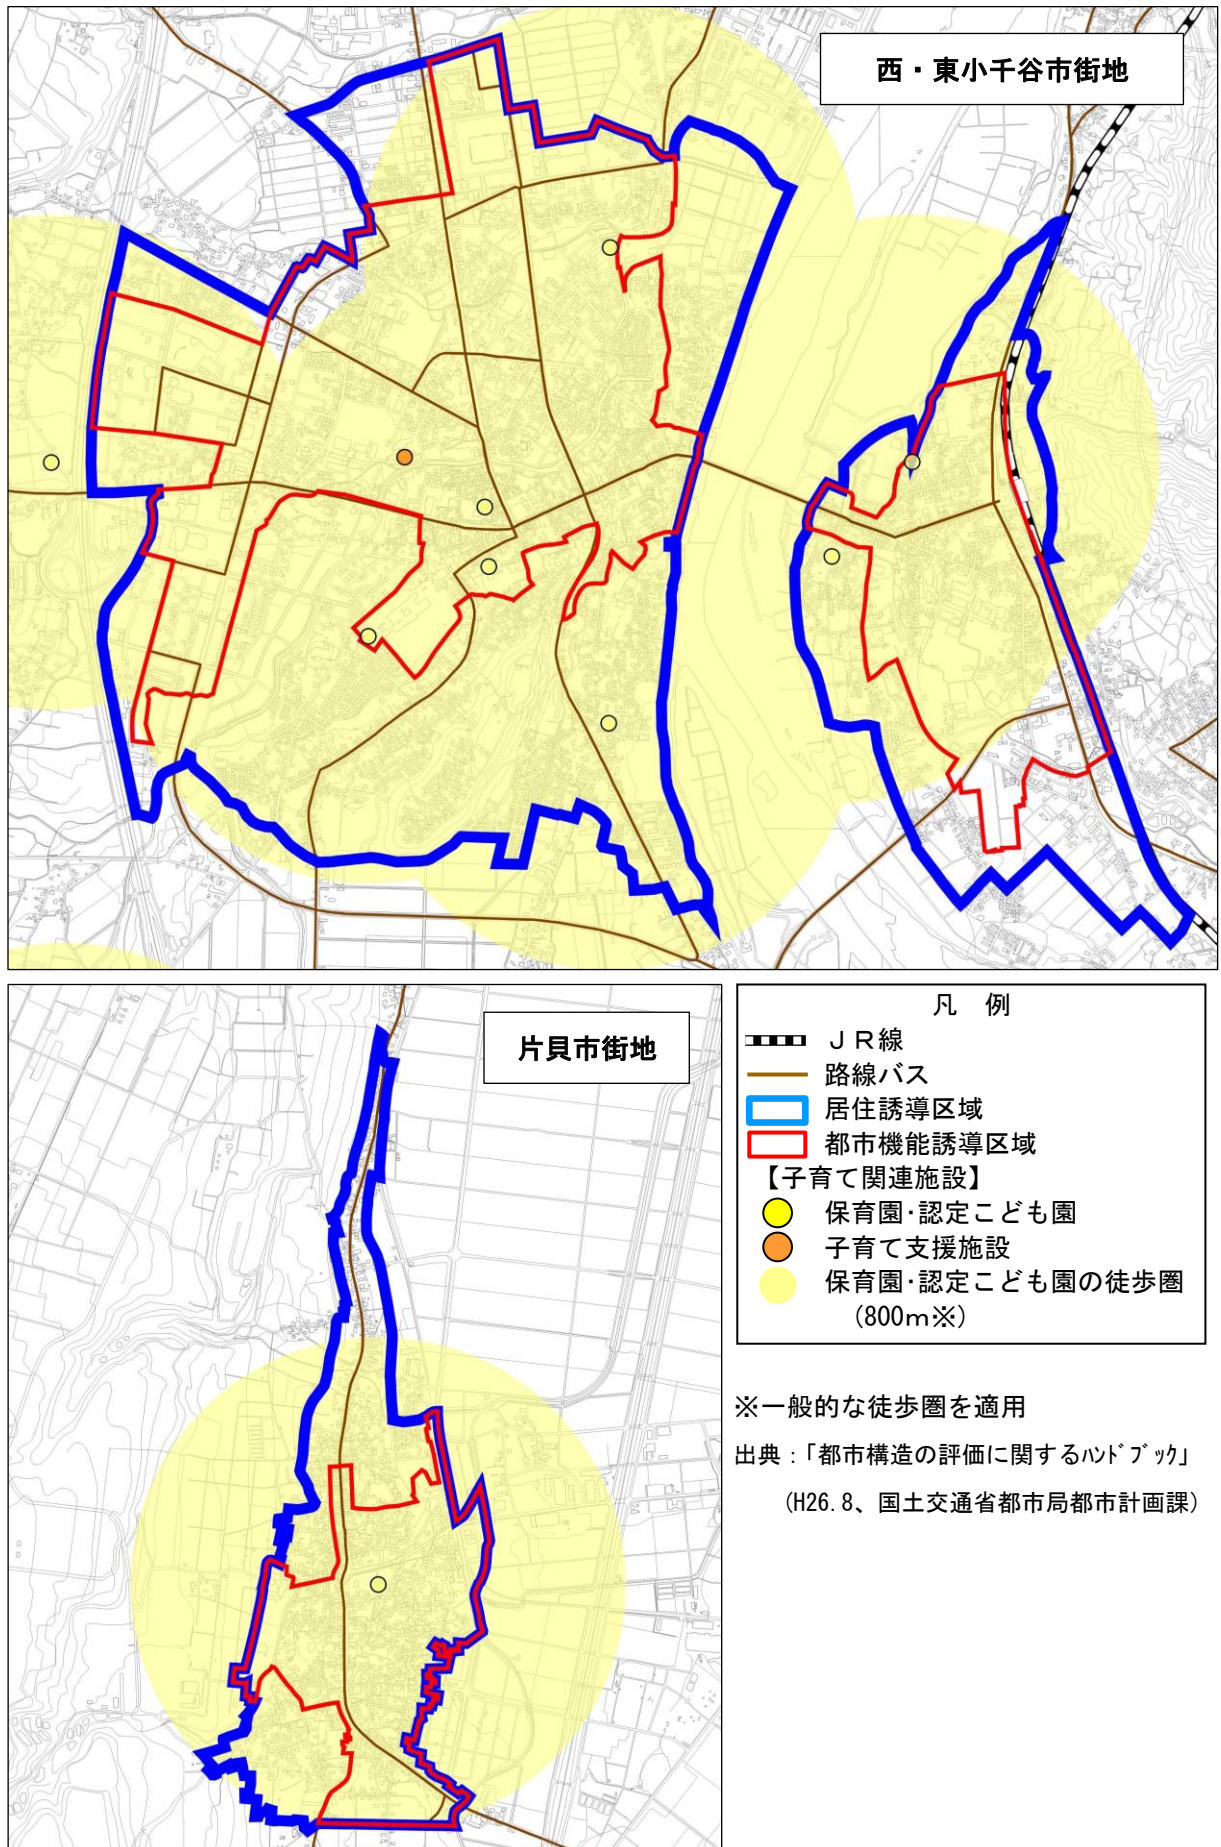 西・東小千谷市街地
片貝市街地
凡 例
ＪＲ線
路線バス
居住誘導区域
都市機能誘導区域
【子育て関連施設】
保育園･認定こども園
子育て支援施設
保育園･認定こども園の徒歩圏
(800ｍ※)
※一般的な徒歩圏を適用
出典：「都市構造の評価に関するﾊﾝﾄﾞﾌﾞｯｸ」
(H26.8、国土交通省都市局都市計画課)